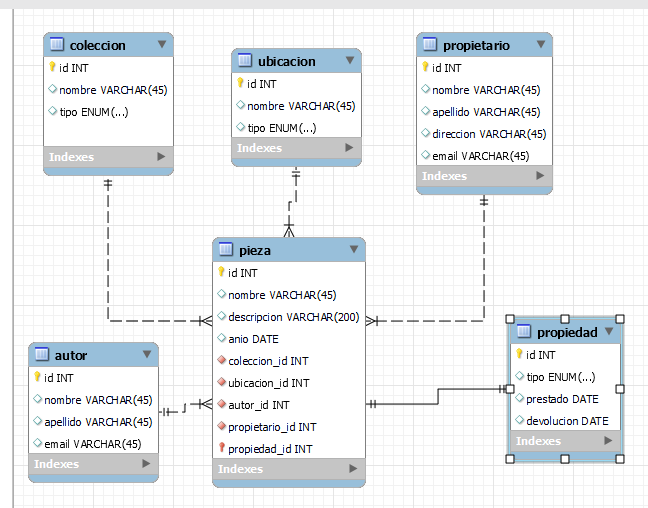 coleccion
id INT
nombre VARCHAR(45)
tipo ENUM(...)
Indexes
ubicacion
id INT
nombre VARCHAR(45)
tipo ENUM(...)
Indexes
propietario
id INT
nombre VARCHAR(45)
apellido VARCHAR(45)
direccion VARCHAR(45)
email VARCHAR(45)
Indexes
pieza
id INT
nombre VARCHAR(45)
descripcion VARCHAR(200)
anio DATE
coleccion_id INT
ubicacion_id INT
autor_id INT
propietario_id INT
propiedad_id INT
Indexes
autor
id INT
nombre VARCHAR(45)
apellido VARCHAR(45)
email VARCHAR(45)
Indexes
propiedad
id INT
tipo ENUM(...)
prestado DATE
devolucion DATE
Indexes